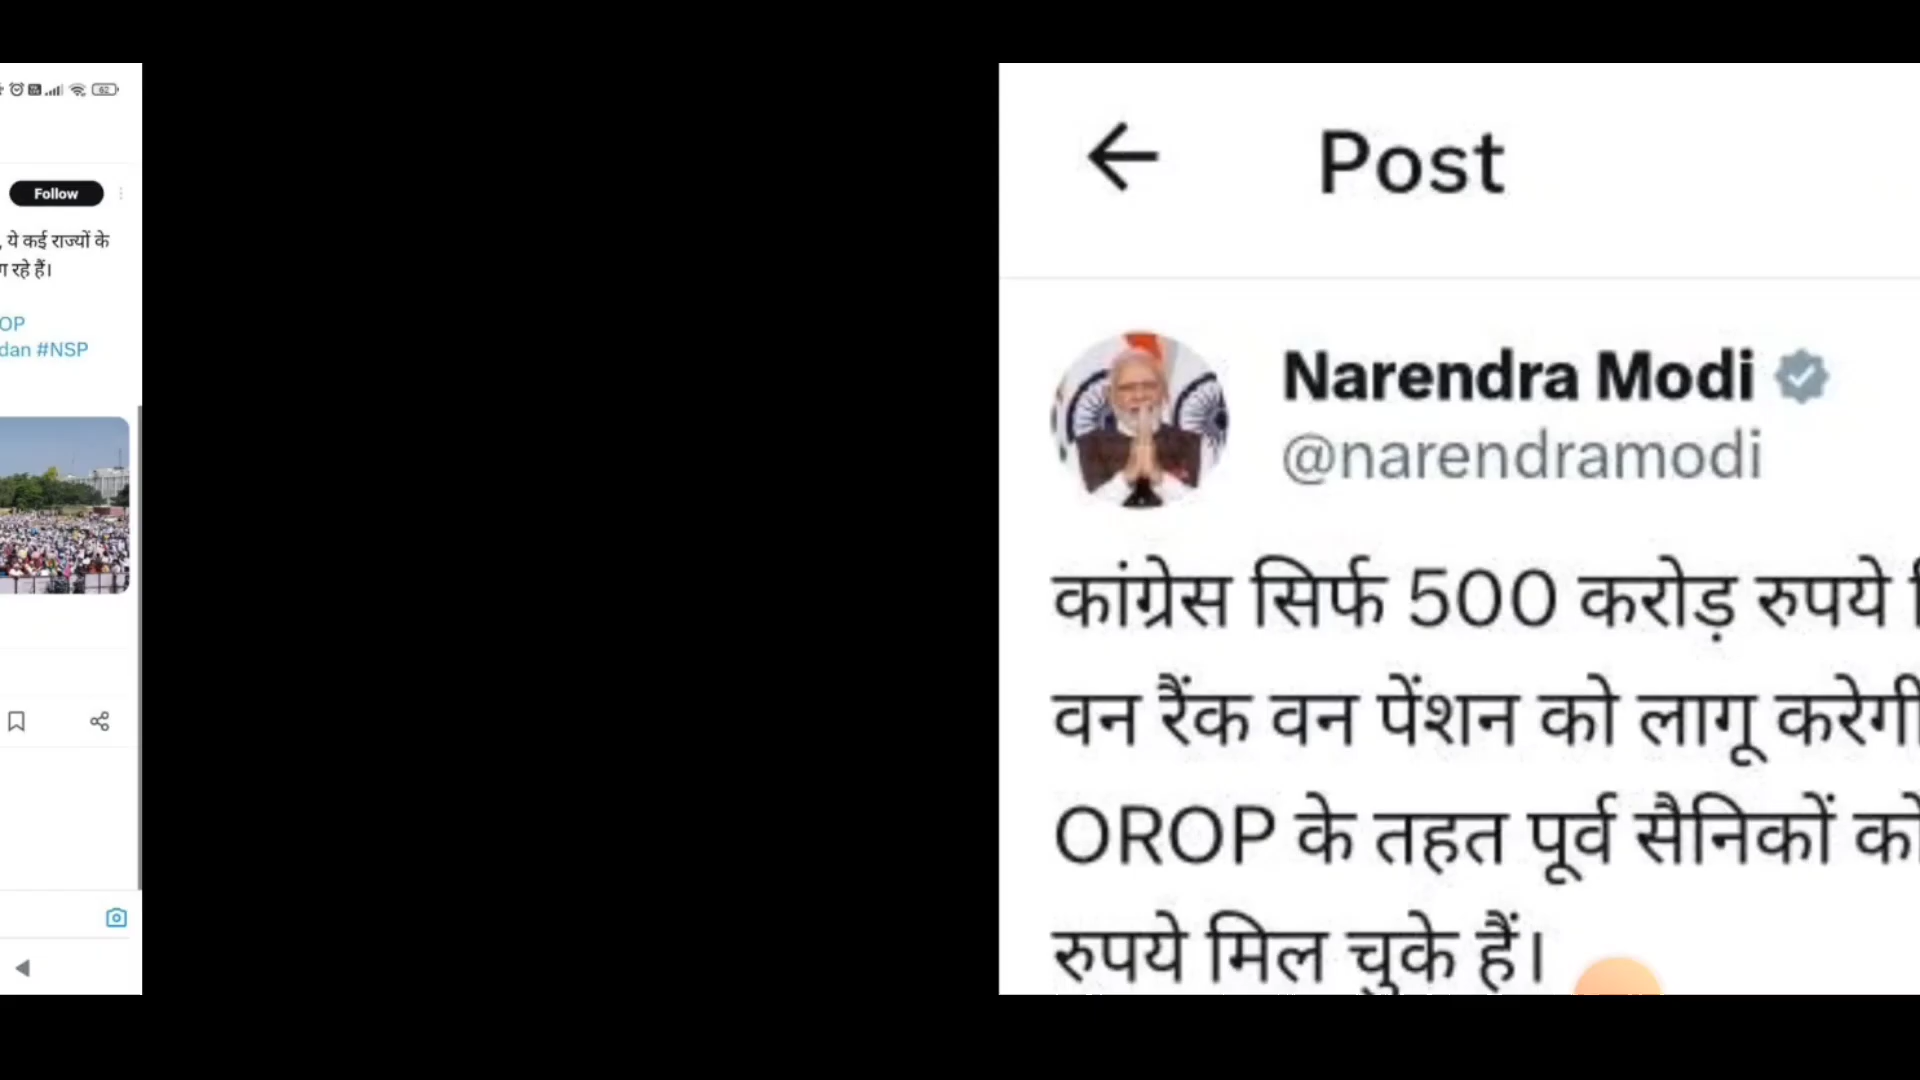 62
Follow
, ये कई राज्यों के
रहे हैं।
OP
dan #NSP
Post
Narendra Modi
@narendramodi
कांग्रेस सिर्फ 500 करोड़ रुपये
वन रैंक वन पेंशन को लागू करेगी
OROP के तहत पूर्व सैनिकों को
रुपये मिल चुके हैं।